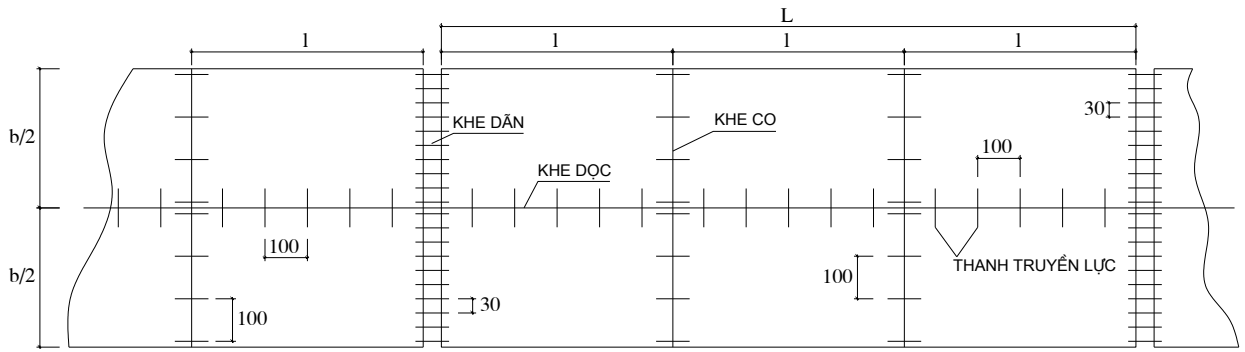 L
l
l
l
l
b/2
30
KHE DÃN
KHE CO
100
KHE DỌC
b/2
100
THANH TRUYỀN LỰC
100
30
100